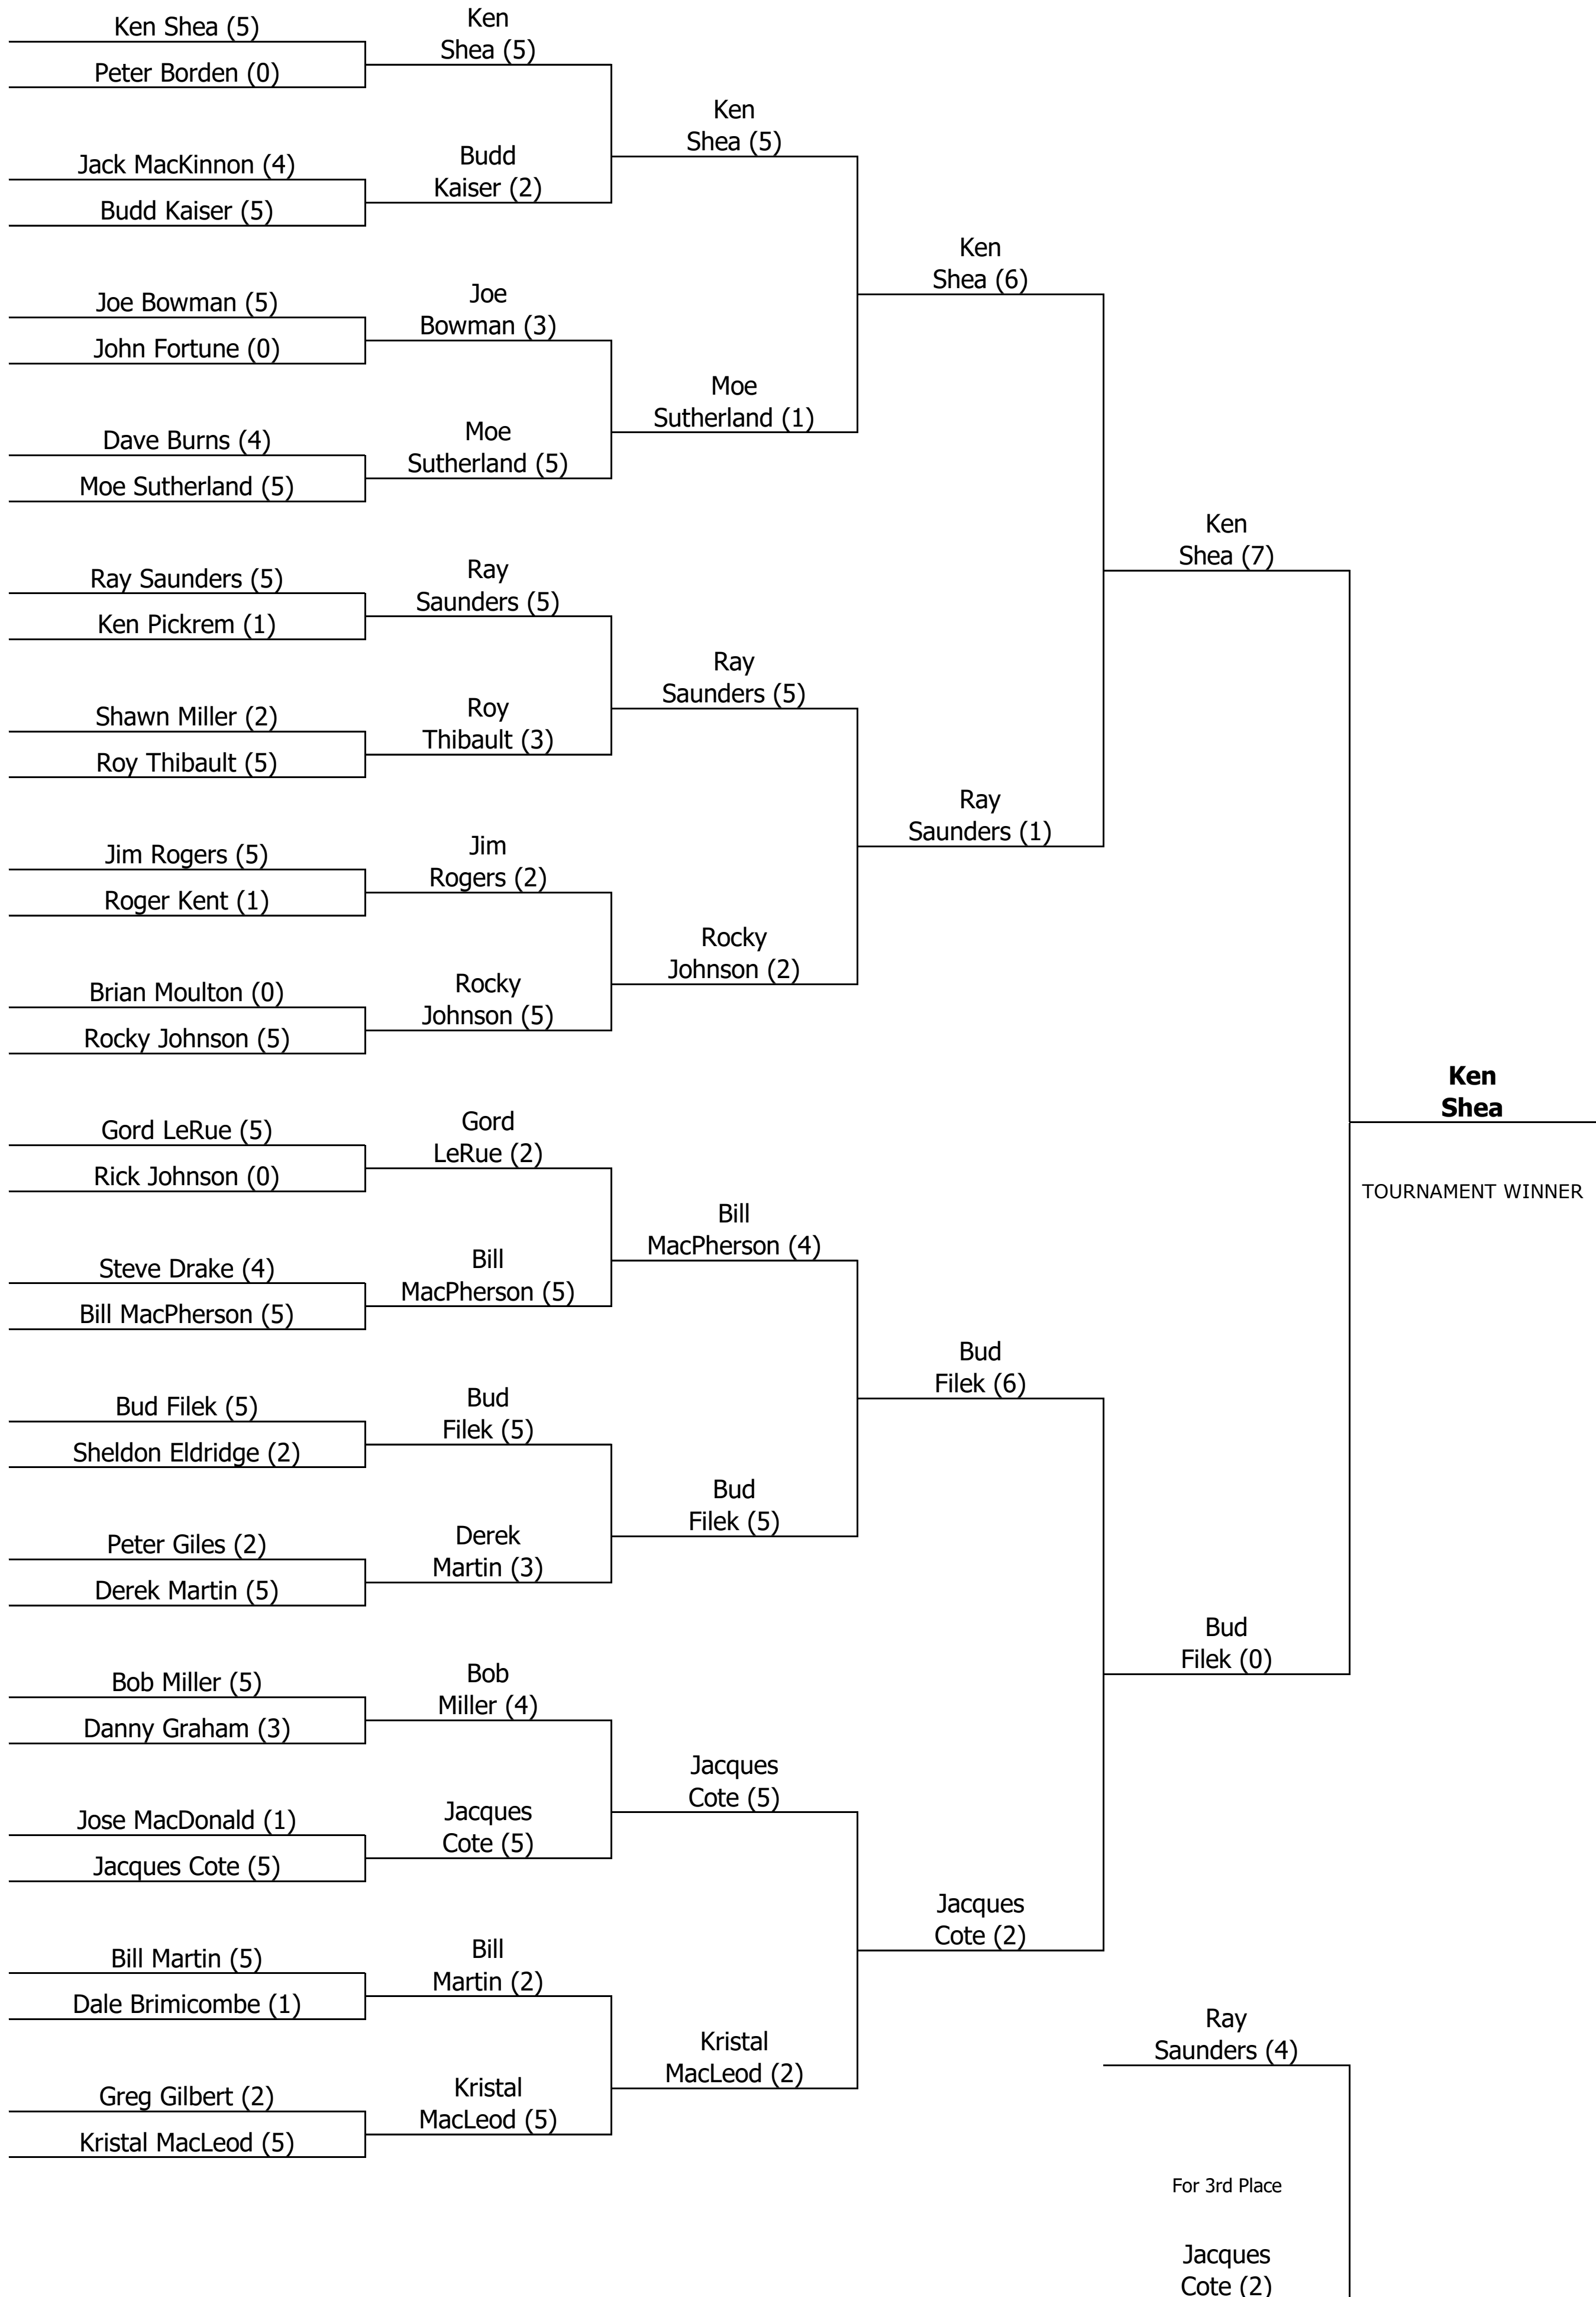 Ken Shea (5)
Peter Borden (0)
Jack MacKinnon (4)
Budd Kaiser (5)
Joe Bowman (5)
John Fortune (0)
Dave Burns (4)
Moe Sutherland (5)
Ray Saunders (5)
Ken Pickrem (1)
Shawn Miller (2)
Roy Thibault (5)
Jim Rogers (5)
Roger Kent (1)
Brian Moulton (0)
Rocky Johnson (5)
Gord LeRue (5)
Rick Johnson (0)
Steve Drake (4)
Bill MacPherson (5)
Bud Filek (5)
Sheldon Eldridge (2)
Peter Giles (2)
Derek Martin (5)
Bob Miller (5)
Danny Graham (3)
Jose MacDonald (1)
Jacques Cote (5)
Bill Martin (5)
Dale Brimicombe (1)
Greg Gilbert (2)
Kristal MacLeod (5)
Ken
Shea (5)
Budd
Kaiser (2)
Joe
Bowman (3)
Moe
Sutherland (5)
Ray
Saunders (5)
Roy
Thibault (3)
Jim
Rogers (2)
Rocky
Johnson (5)
Gord
LeRue (2)
Bill
MacPherson (5)
Bud
Filek (5)
Derek
Martin (3)
Bob
Miller (4)
Jacques
Cote (5)
Bill
Martin (2)
Kristal
MacLeod (5)
Ken
Shea (5)
Moe
Sutherland (1)
Ray
Saunders (5)
Rocky
Johnson (2)
Bill
MacPherson (4)
Bud
Filek (5)
Jacques
Cote (5)
Kristal
MacLeod (2)
Ken
Shea (6)
Ray
Saunders (1)
Bud
Filek (6)
Jacques
Cote (2)
Ken
Shea (7)
Bud
Filek (0)
Ken
Shea
TOURNAMENT WINNER
Ray
Saunders (4)
For 3rd Place
Jacques
Cote (2)